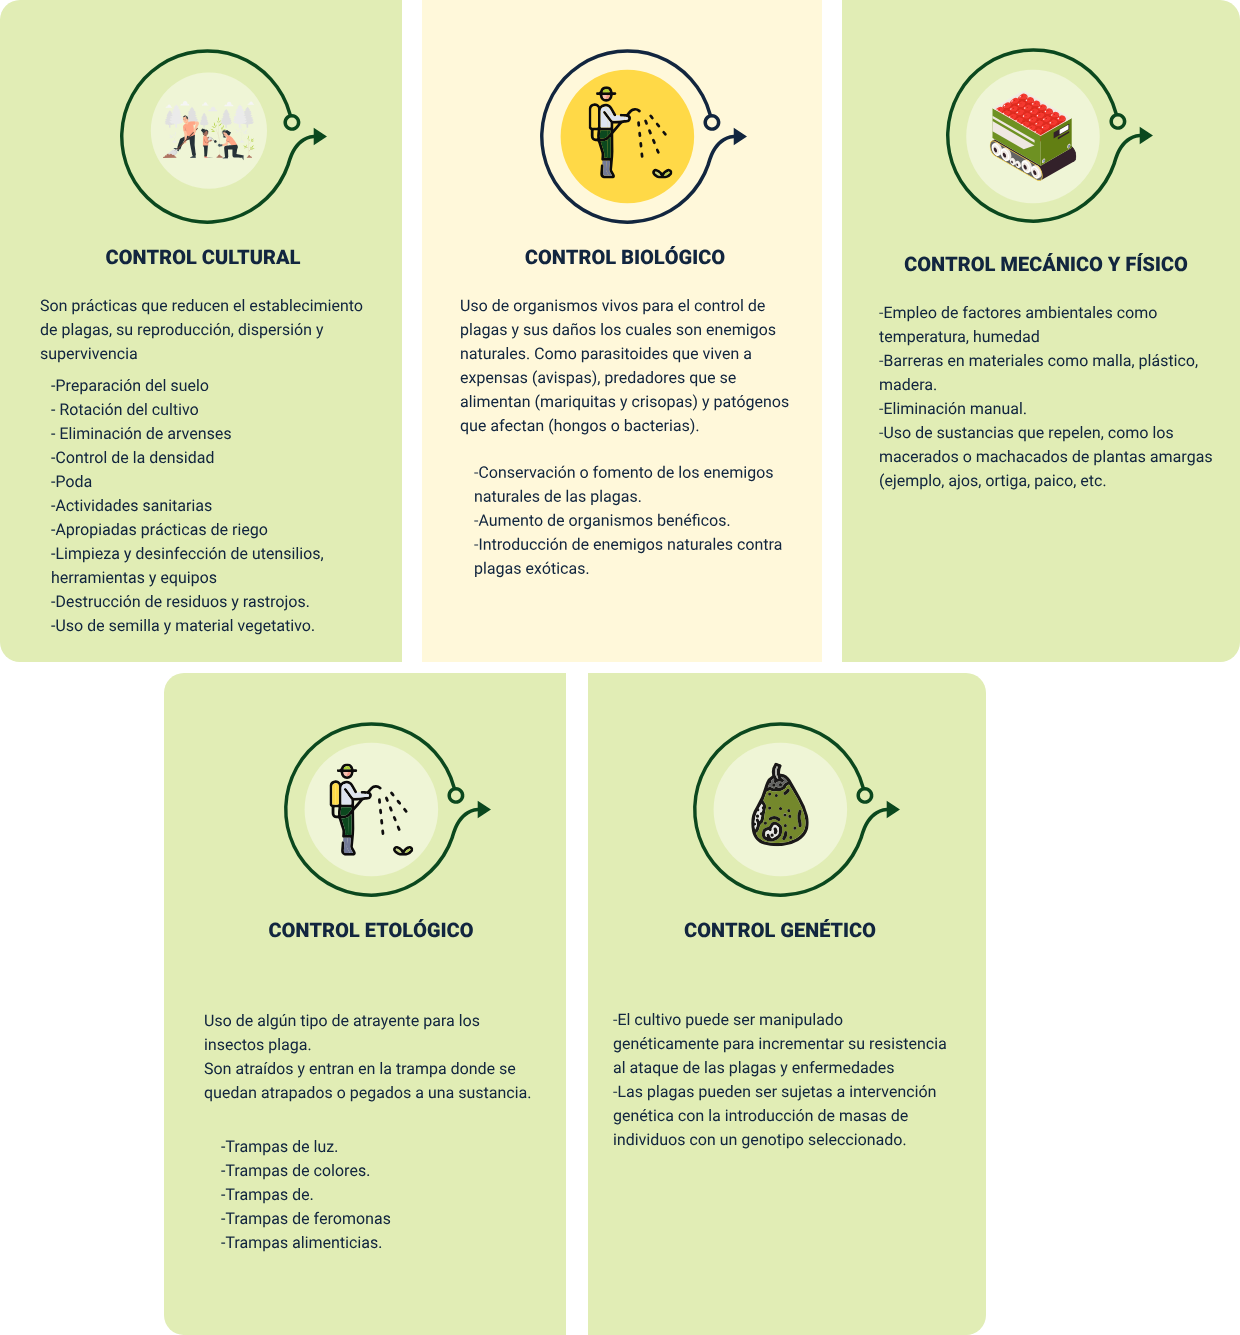 CONTROL CULTURAL
Son prácticas que reducen el establecimiento
de plagas, su reproducción, dispersión y
supervivencia
-Preparación del suelo
- Rotación del cultivo
- Eliminación de arvenses
-Control de la densidad
-Poda
-Actividades sanitarias
-Apropiadas prácticas de riego
-Limpieza y desinfección de utensilios,
herramientas y equipos
-Destrucción de residuos y rastrojos.
-Uso de semilla y material vegetativo.
CONTROL BIOLÓGICO
Uso de organismos vivos para el control de
plagas y sus daños los cuales son enemigos
naturales. Como parasitoides que viven a
expensas (avispas), predadores que se
alimentan (mariquitas y crisopas) y patógenos
que afectan (hongos o bacterias).
-Conservación o fomento de los enemigos
naturales de las plagas.
-Aumento de organismos benéficos.
-Introducción de enemigos naturales contra
plagas exóticas.
CONTROL MECÁNICO Y FÍSICO
-Empleo de factores ambientales como
temperatura, humedad
-Barreras en materiales como malla, plástico,
madera.
-Eliminación manual.
-Uso de sustancias que repelen, como los
macerados o machacados de plantas amargas
(ejemplo, ajos, ortiga, paico, etc.
CONTROL ETOLÓGICO
Uso de algún tipo de atrayente para los
insectos plaga.
Son atraídos y entran en la trampa donde se
quedan atrapados o pegados a una sustancia.
-Trampas de luz.
-Trampas de colores.
-Trampas de.
-Trampas de feromonas
-Trampas alimenticias.
CONTROL GENÉTICO
-El cultivo puede ser manipulado
genéticamente para incrementar su resistencia
al ataque de las plagas y enfermedades
-Las plagas pueden ser sujetas a intervención
genética con la introducción de masas de
individuos con un genotipo seleccionado.